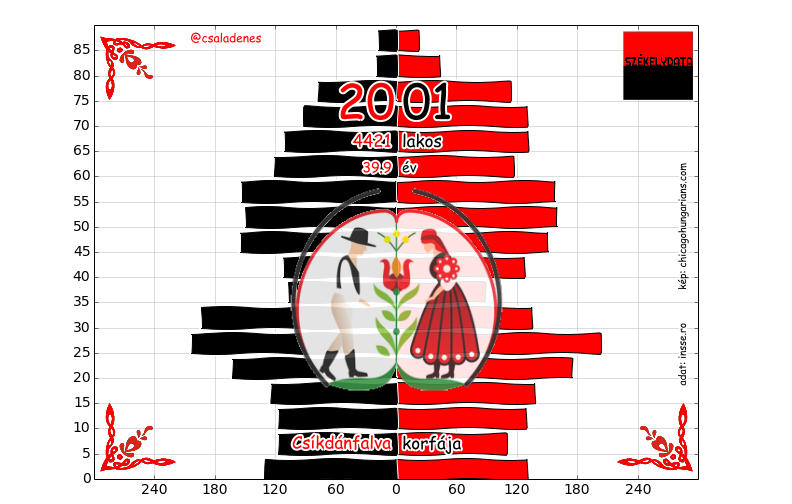 @csaladenes
SZÉKELYDATA
2001
4421 lakos
39.9 év
Csíkdánfalva korfája
kép: chicagohungarians.com
adat: insse.ro
85
80
75
70
65
60
55
50
45
40
35
30
25
20
15
10
5
0
240 180 120 60 0 60 120 180 240